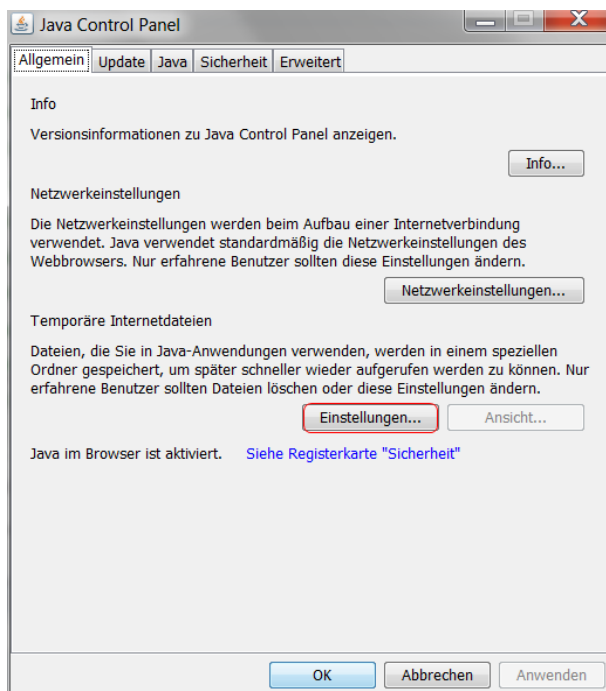 Java Control Panel
Allgemein Update Java Sicherheit Erweitert
Info
Versionsinformationen zu Java Control Panel anzeigen.
Info...
Netzwerkeinstellungen
Die Netzwerkeinstellungen werden beim Aufbau einer Internetverbindung
verwendet. Java verwendet standardmäßig die Netzwerkeinstellungen des
Webbrowsers. Nur erfahrene Benutzer sollten diese Einstellungen ändern.
Netzwerkeinstellungen...
Temporäre Internetdateien
Dateien, die Sie in Java-Anwendungen verwenden, werden in einem speziellen
Ordner gespeichert, um später schneller wieder aufgerufen werden zu können. Nur
erfahrene Benutzer sollten Dateien löschen oder diese Einstellungen ändern.
Einstellungen... Ansicht...
Java im Browser ist aktiviert. Siehe Registerkarte "Sicherheit"
OK Abbrechen Anwenden